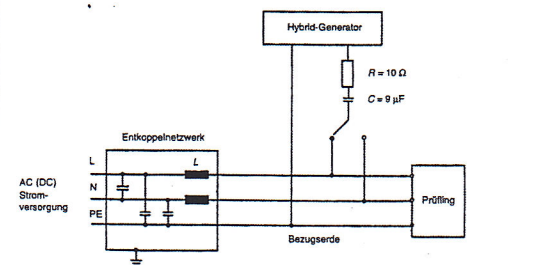 Hybrid-Generator
R = 10 Ω
C = 9 µF
Entkoppelnetzwerk
L
L
AC (DC)
Strom-
versorgung
N
PE
Prüfling
Bezugserde